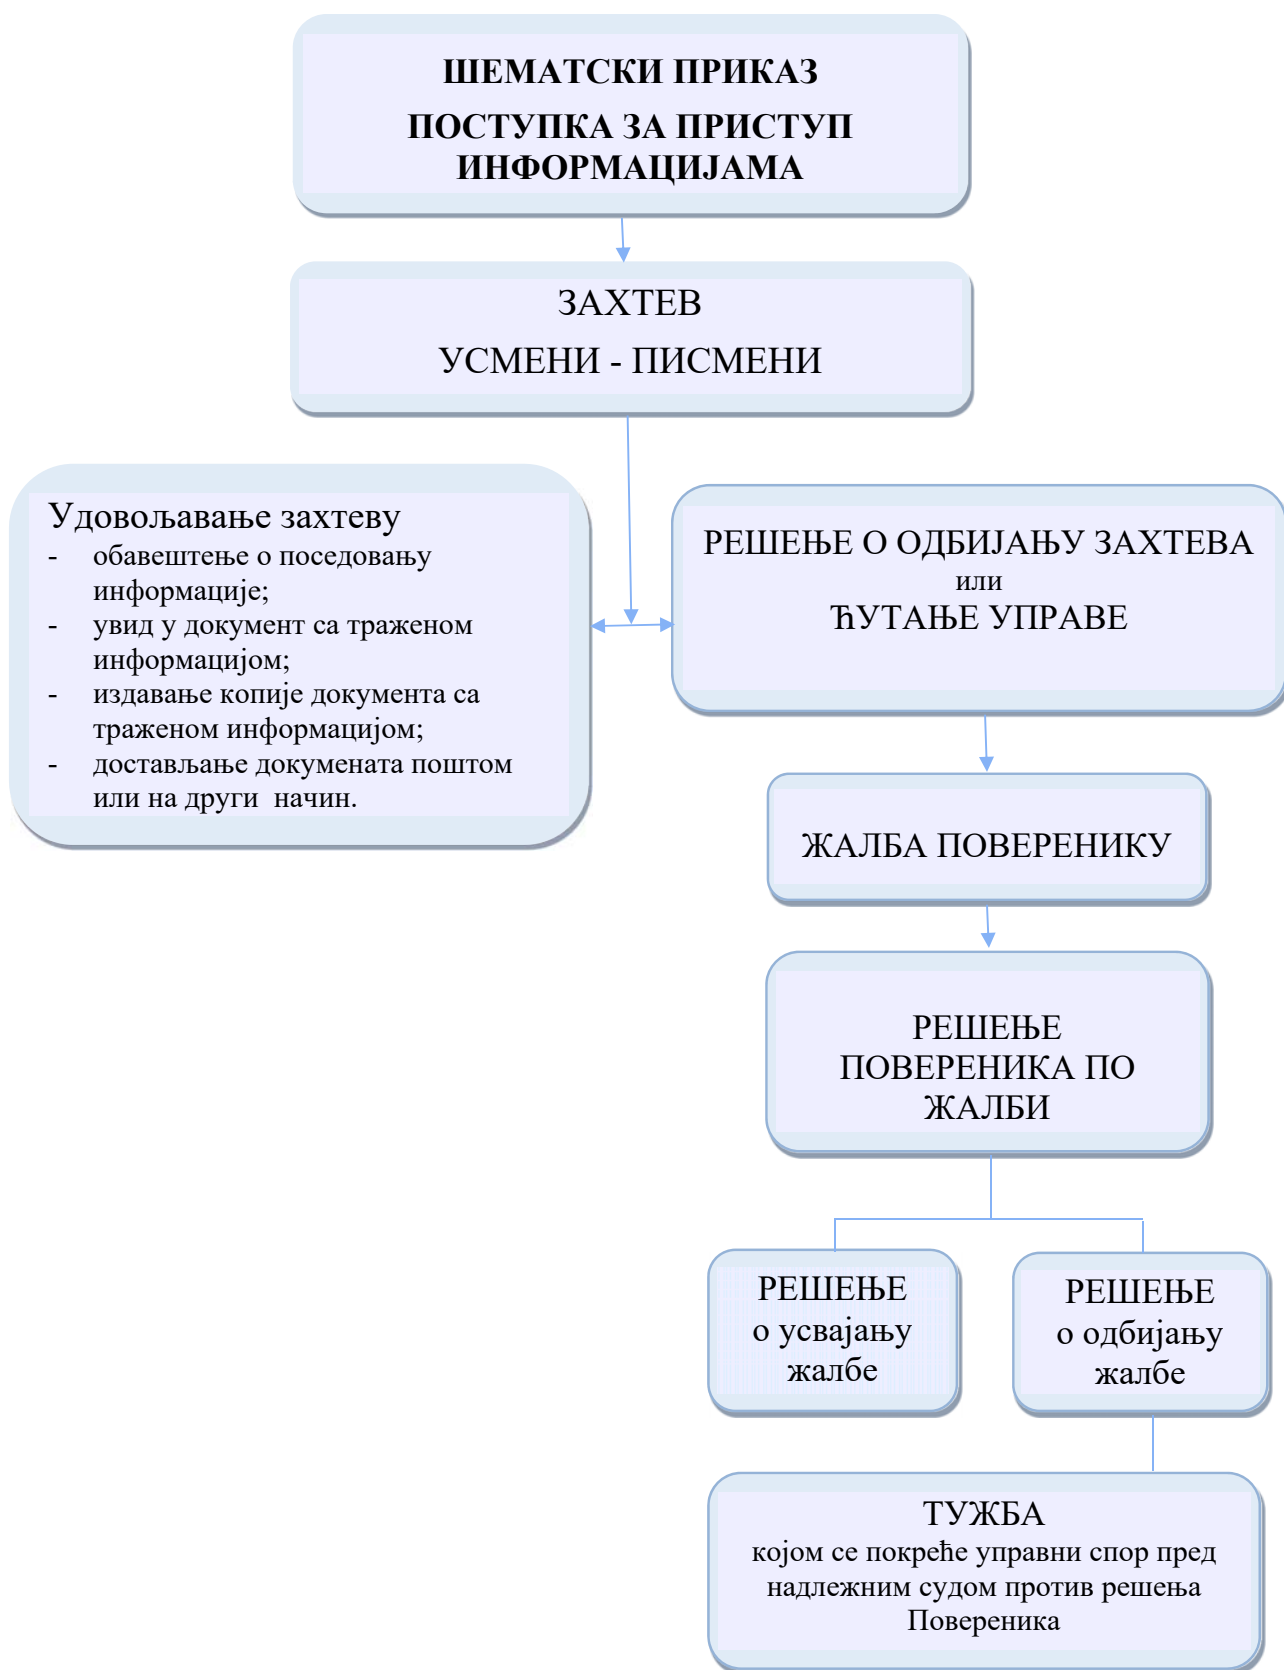 ШЕМАТСКИ ПРИКАЗ
ПОСТУПКА ЗА ПРИСТУП
ИНФОРМАЦИЈАМА
ЗАХТЕВ
УСМЕНИ - ПИСМЕНИ
Удовољавање захтеву
- обавештење о поседовању
информације;
- увид у документ са траженом
информацијом;
- издавање копије документа са
траженом информацијом;
- достављање докумената поштом
или на други  начин.
РЕШЕЊЕ О ОДБИЈАЊУ ЗАХТЕВА
или
ЋУТАЊЕ УПРАВЕ
ЖАЛБА ПОВЕРЕНИКУ
РЕШЕЊЕ
ПОВЕРЕНИКА ПО
ЖАЛБИ
РЕШЕЊЕ
о усвајању
жалбе
РЕШЕЊЕ
о одбијању
жалбе
ТУЖБА
којом се покреће управни спор пред
надлежним судом против решења
Повереника